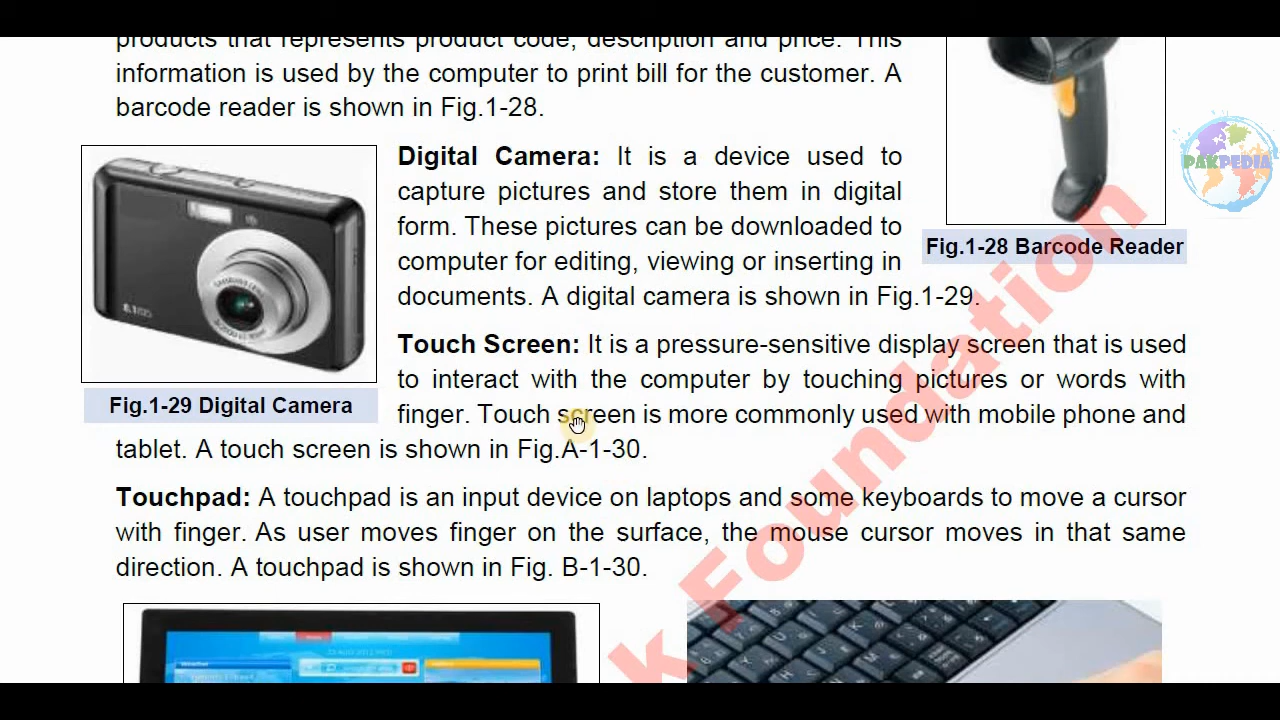 products that represents product code, description and price. This
information is used by the computer to print bill for the customer. A
barcode reader is shown in Fig.1-28.
PAKPEDIA
Fig.1-28 Barcode Reader
Digital Camera: It is a device used to
capture pictures and store them in digital
form. These pictures can be downloaded to
computer for editing, viewing or inserting in
documents. A digital camera is shown in Fig.1-29.
Fig.1-29 Digital Camera
Touch Screen: It is a pressure-sensitive display screen that is used
to interact with the computer by touching pictures or words with
finger. Touch screen is more commonly used with mobile phone and
tablet. A touch screen is shown in Fig.A-1-30.
Touchpad: A touchpad is an input device on laptops and some keyboards to move a cursor
with finger. As user moves finger on the surface, the mouse cursor moves in that same
direction. A touchpad is shown in Fig. B-1-30.
k Foundation